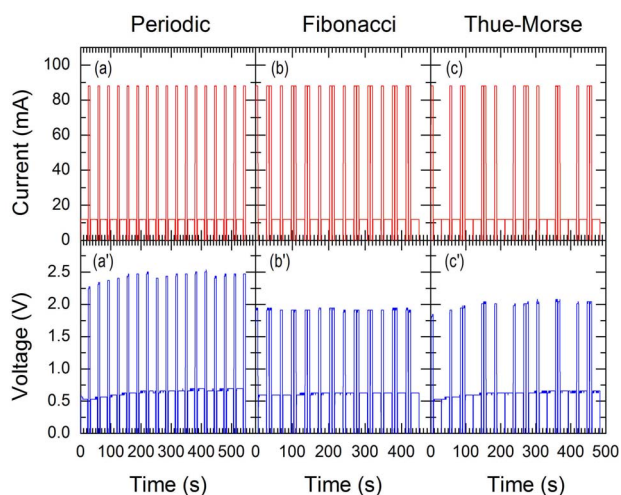 Periodic Fibonacci Thue-Morse
(a) (b) (c)
100
80
60
40
20
0
Current (mA)
(a') (b') (c')
2.5
2.0
1.5
1.0
0.5
0.0
Voltage (V)
0 100 200 300 400 500 0 100 200 300 400 0 100 200 300 400 500
Time (s) Time (s) Time (s)